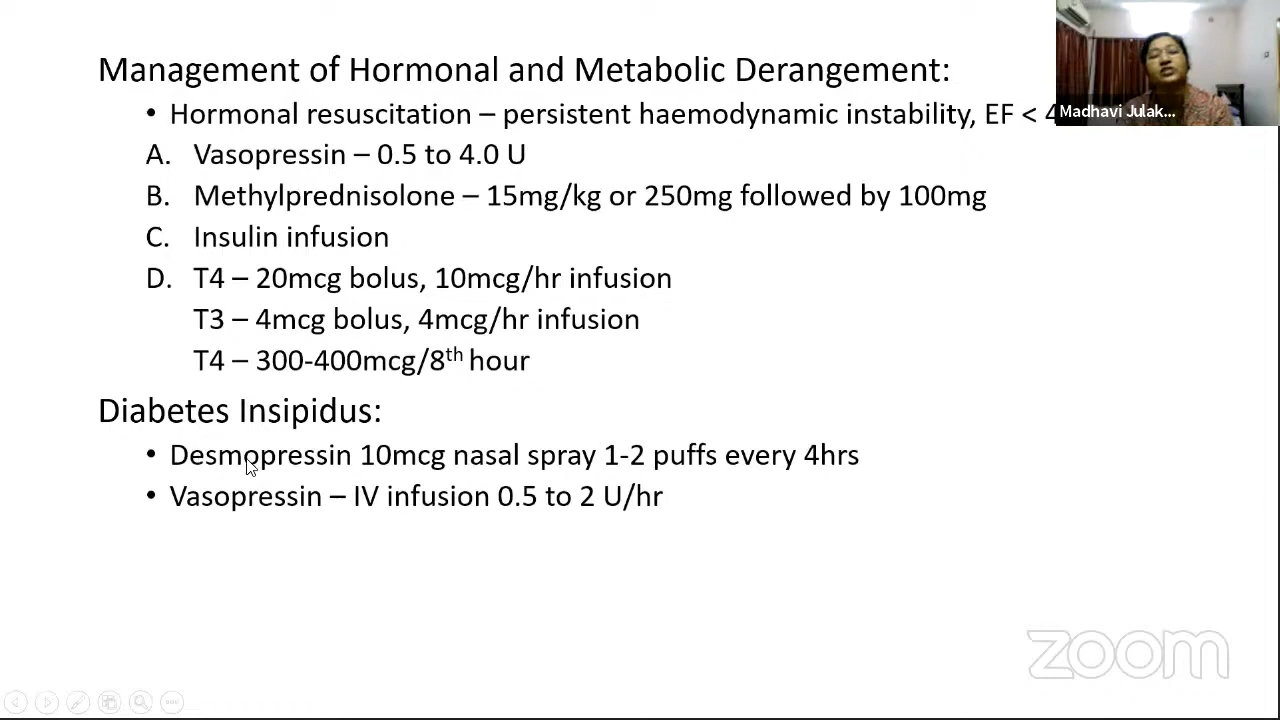 Management of Hormonal and Metabolic Derangement:
• Hormonal resuscitation – persistent haemodynamic instability, EF < 4
Madhavi Julak...
A. Vasopressin – 0.5 to 4.0 U
B. Methylprednisolone – 15mg/kg or 250mg followed by 100mg
C. Insulin infusion
D. T4 – 20mcg bolus, 10mcg/hr infusion
T3 – 4mcg bolus, 4mcg/hr infusion
T4 – 300-400mcg/8th hour
Diabetes Insipidus:
• Desmopressin 10mcg nasal spray 1-2 puffs every 4hrs
• Vasopressin – IV infusion 0.5 to 2 U/hr
zoom